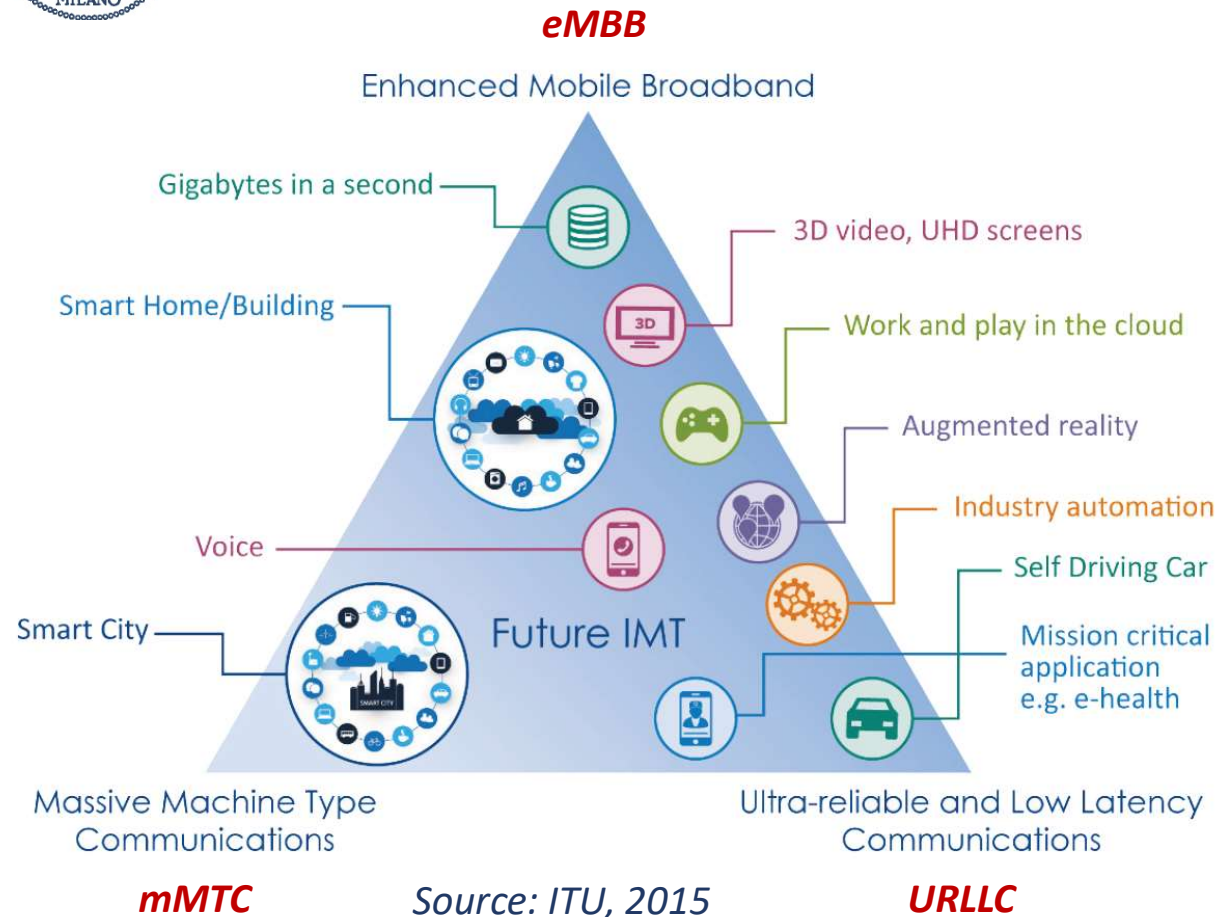 MILANO
eMBB
Enhanced Mobile Broadband
Gigabytes in a second
3D video, UHD screens
Smart Home/Building
3D
Work and play in the cloud
Augmented reality
Industry automation
Voice
Self Driving Car
Smart City
Future IMT
Mission critical
application
e.g. e-health
SMART CITY
Massive Machine Type
Communications
Ultra-reliable and Low Latency
Communications
mMTC
Source: ITU, 2015
URLLC